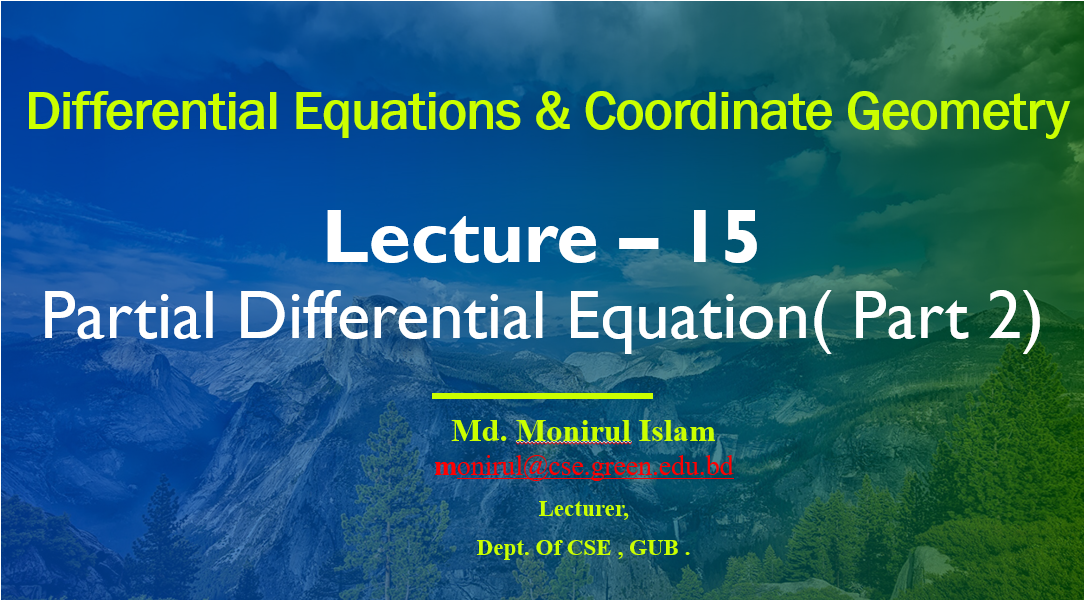 Differential Equations & Coordinate Geometry
Lecture – 15
Partial Differential Equation( Part 2)
Md. Monirul Islam
monirul@cse.green.edu.bd
Lecturer,
Dept. Of CSE , GUB .